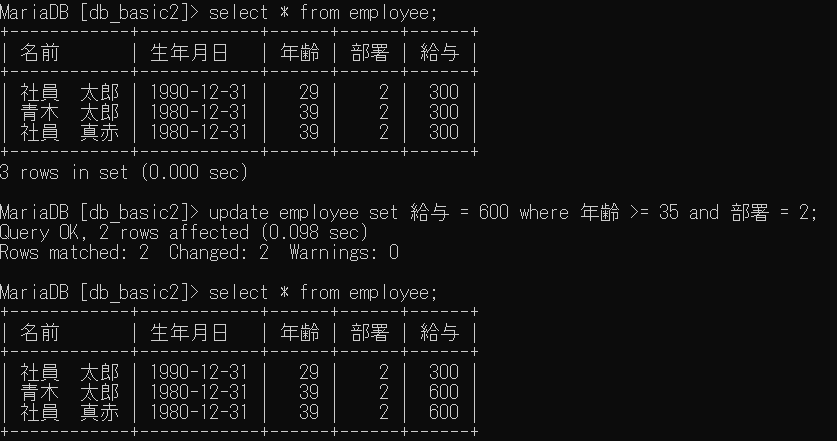 MariaDB [db_basic2]> select * from employee;
+------------+------------+------+------+------+
| 名前       | 生年月日   | 年齢 | 部署 | 給与 |
+------------+------------+------+------+------+
| 社員　太郎 | 1990-12-31 |   29 |    2 |  300 |
| 青木　太郎 | 1980-12-31 |   39 |    2 |  300 |
| 社員　真赤 | 1980-12-31 |   39 |    2 |  300 |
+------------+------------+------+------+------+
3 rows in set (0.000 sec)
MariaDB [db_basic2]> update employee set 給与 = 600 where 年齢 >= 35 and 部署 = 2;
Query OK, 2 rows affected (0.098 sec)
Rows matched: 2  Changed: 2  Warnings: 0
MariaDB [db_basic2]> select * from employee;
+------------+------------+------+------+------+
| 名前       | 生年月日   | 年齢 | 部署 | 給与 |
+------------+------------+------+------+------+
| 社員　太郎 | 1990-12-31 |   29 |    2 |  300 |
| 青木　太郎 | 1980-12-31 |   39 |    2 |  600 |
| 社員　真赤 | 1980-12-31 |   39 |    2 |  600 |
+------------+------------+------+------+------+